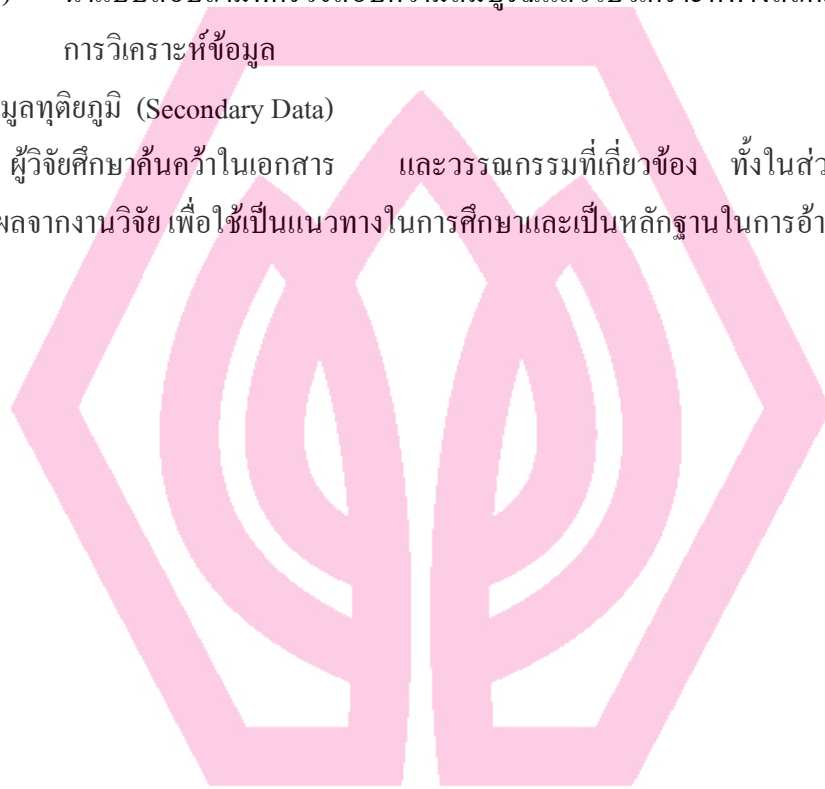 การวิเคราะห์ข้อมูล
มูลทุติยภูมิ (Secondary Data)
ผู้วิจัยศึกษาค้นคว้าในเอกสาร และวรรณกรรมที่เกี่ยวข้อง ทั้งในส่ว
ผลจากงานวิจัย เพื่อใช้เป็นแนวทางในการศึกษาและเป็นหลักฐานในการอ้า